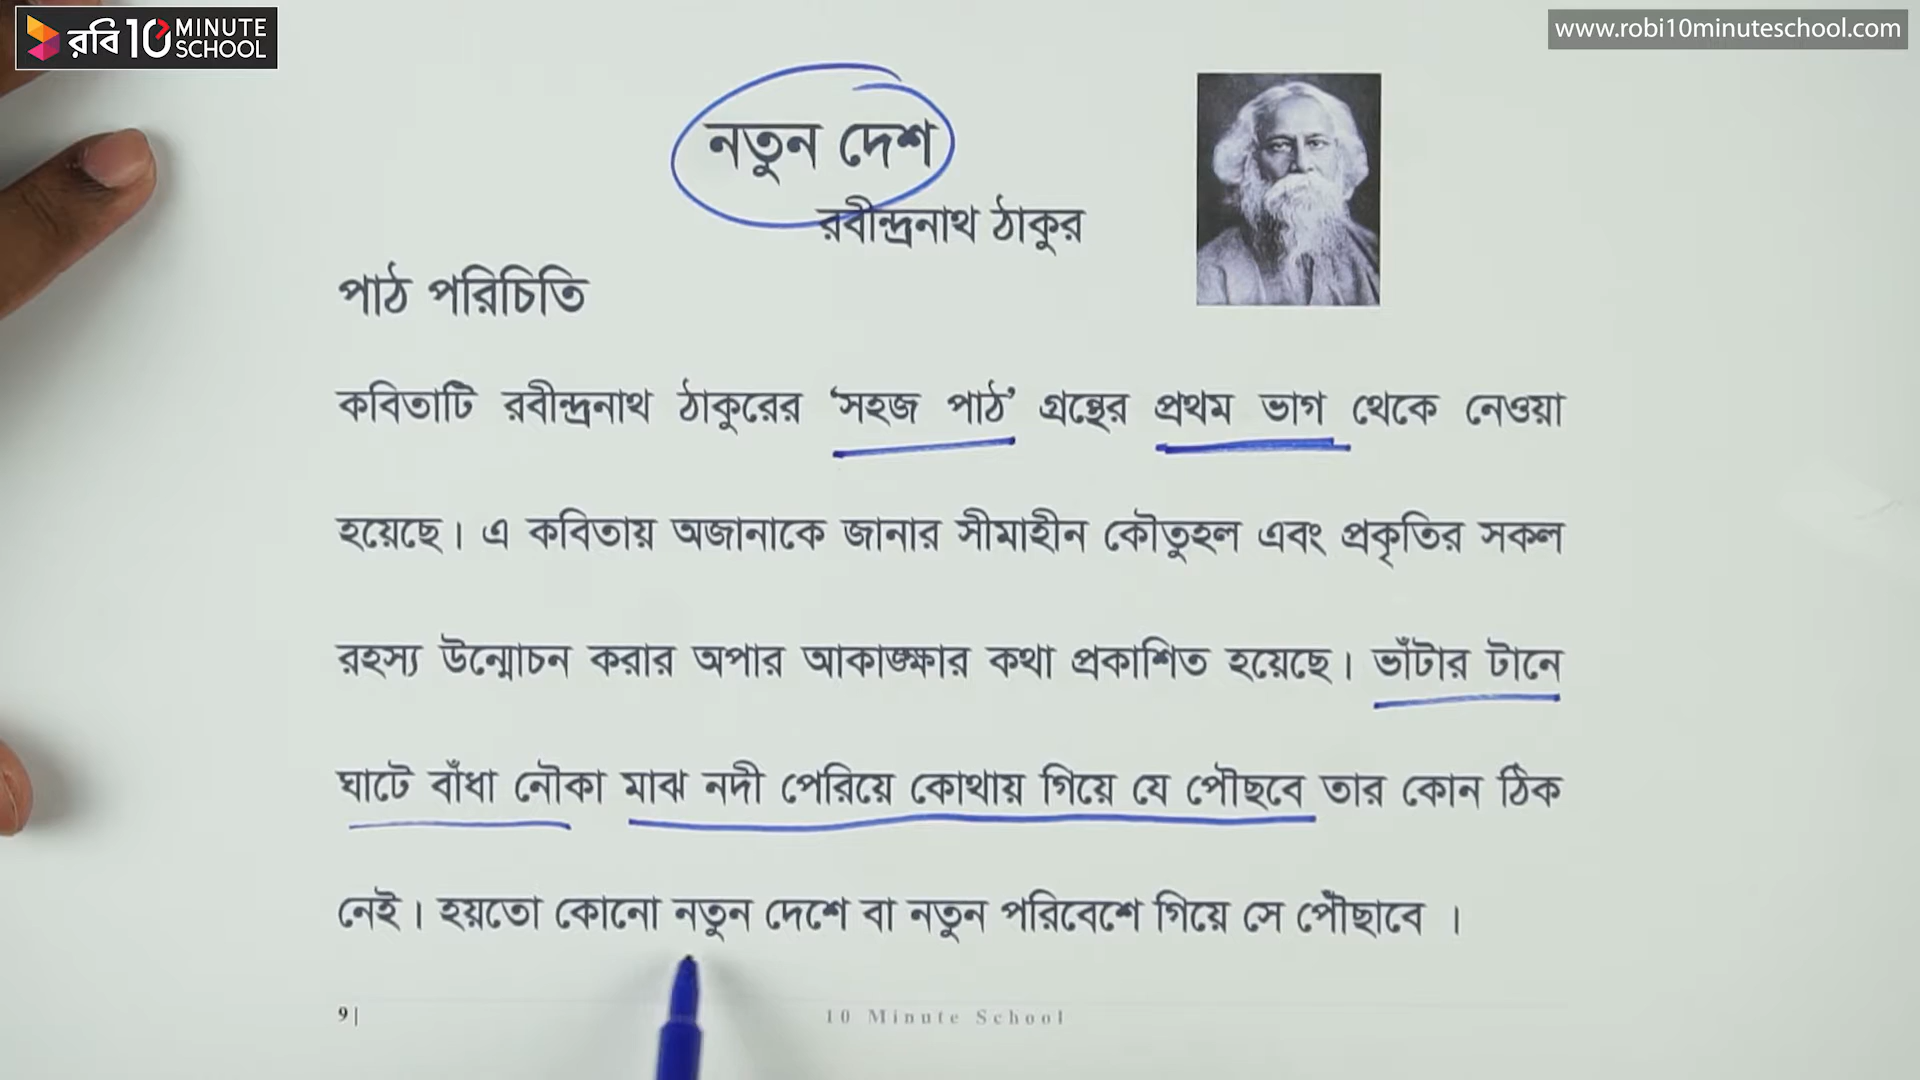 রবি 10 MINUTE SCHOOL
www.robi10minuteschool.com
নতুন দেশ
রবীন্দ্রনাথ ঠাকুর
পাঠ পরিচিতি
কবিতাটি রবীন্দ্রনাথ ঠাকুরের ‘সহজ পাঠ’ গ্রন্থের প্রথম ভাগ থেকে নেওয়া
হয়েছে। এ কবিতায় অজানাকে জানার সীমাহীন কৌতুহল এবং প্রকৃতির সকল
রহস্য উন্মোচন করার অপার আকাঙ্ক্ষার কথা প্রকাশিত হয়েছে। ভাঁটার টানে
ঘাটে বাঁধা নৌকা মাঝ নদী পেরিয়ে কোথায় গিয়ে যে পৌছবে তার কোন ঠিক
নেই। হয়তো কোনো নতুন দেশে বা নতুন পরিবেশে গিয়ে সে পৌঁছাবে ।
9| 10 Minute School